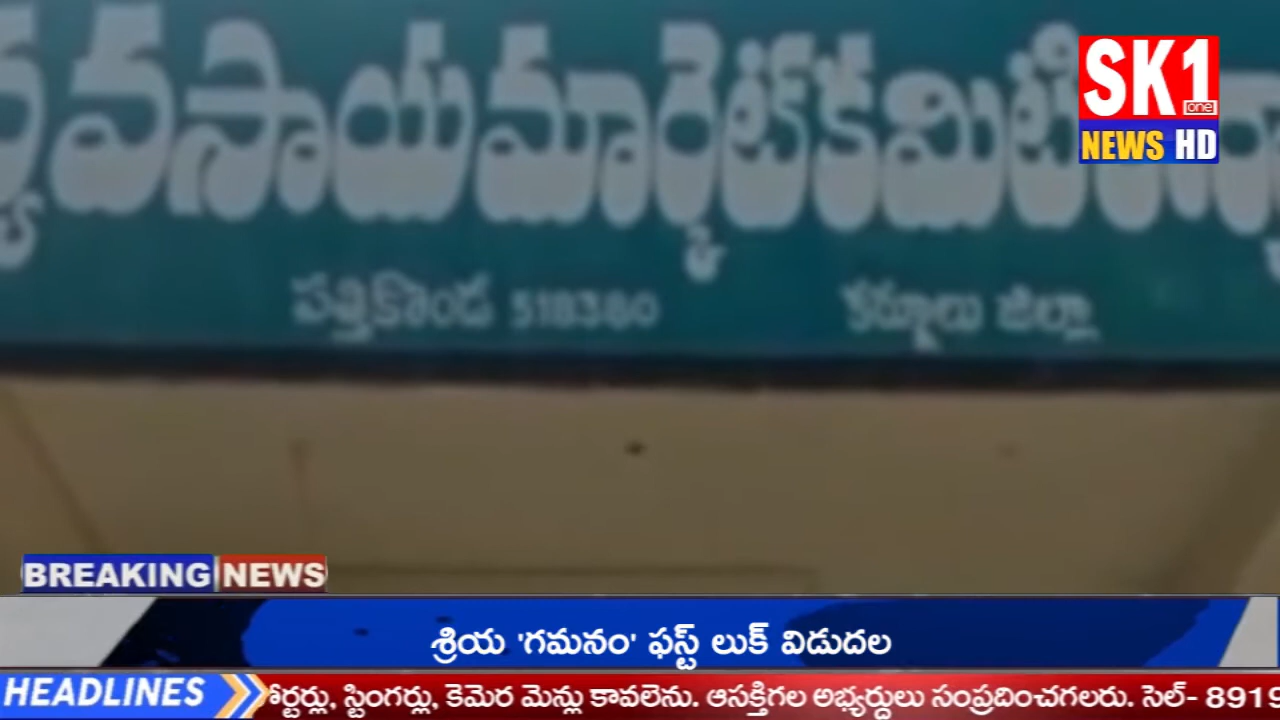 వ్యవసాయ మార్కెట్ కమిటీ
SK1
one
NEWS HD
పత్తికొండ 518380 కర్నూలు జిల్లా
BREAKING NEWS
శ్రియ 'గమనం' ఫస్ట్ లుక్ విడుదల
HEADLINES ర్టర్లు, స్టింగర్లు, కెమెర మెన్లు కావలెను. ఆసక్తిగల అభ్యర్దులు సంప్రదించగలరు. సెల్- 8919